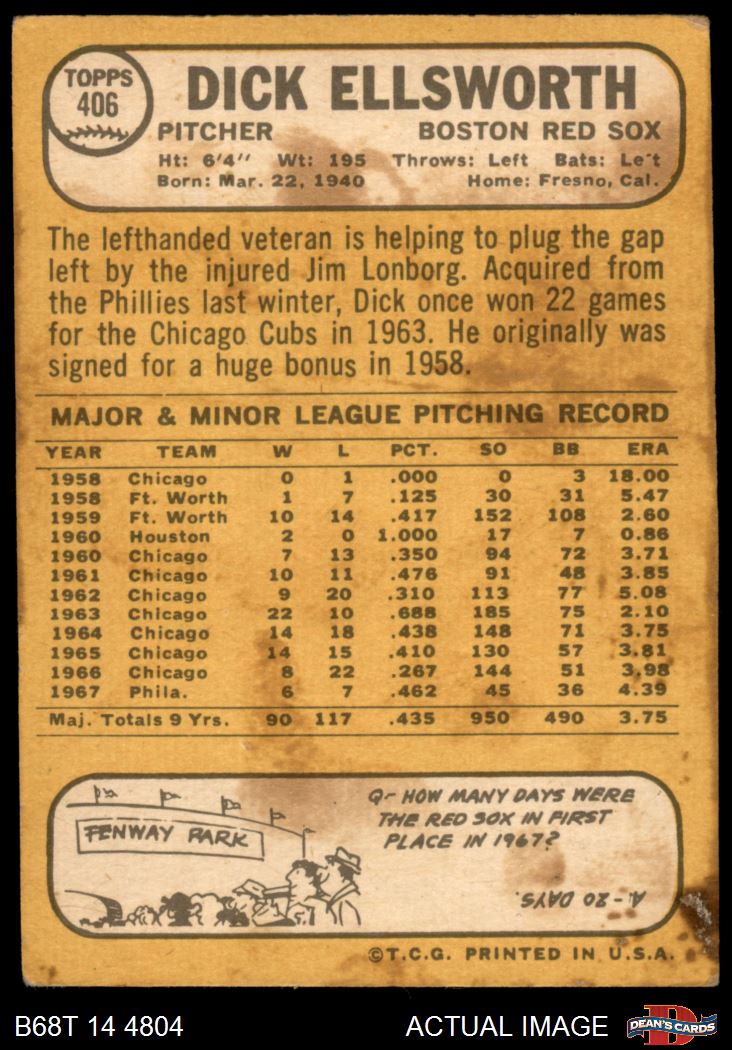 TOPPS
406
DICK ELLSWORTH
PITCHER BOSTON RED SOX
Ht: 6'4" Wt: 195 Throws: Left Bats: Le't
Born: Mar. 22, 1940 Home: Fresno, Cal.
The lefthanded veteran is helping to plug the gap
left by the injured Jim Lonborg. Acquired from
the Phillies last winter, Dick once won 22 games
for the Chicago Cubs in 1963. He originally was
signed for a huge bonus in 1958.
MAJOR & MINOR LEAGUE PITCHING RECORD
YEAR TEAM W L PCT. SO BB ERA
1958 Chicago 0 1 .000 0 3 18.00
1958 Ft. Worth 1 7 .125 30 31 5.47
1959 Ft. Worth 10 14 .417 152 108 2.60
1960 Houston 2 0 1.000 17 7 0.86
1960 Chicago 7 13 .350 94 72 3.71
1961 Chicago 10 11 .476 91 48 3.85
1962 Chicago 9 20 .310 113 77 5.08
1963 Chicago 22 10 .688 185 75 2.10
1964 Chicago 14 18 .438 148 71 3.75
1965 Chicago 14 15 .410 130 57 3.81
1966 Chicago 8 22 .267 144 51 3.98
1967 Phila. 6 7 .462 45 36 4.39
Maj. Totals 9 Yrs. 90 117 .435 950 490 3.75
FENWAY PARK
Q- HOW MANY DAYS WERE
THE RED SOX IN FIRST
PLACE IN 1967?
A.-20 DAYS.
©T.C.G. PRINTED IN U.S.A.
B68T 14 4804 ACTUAL IMAGE
D
DEAN'S CARDS